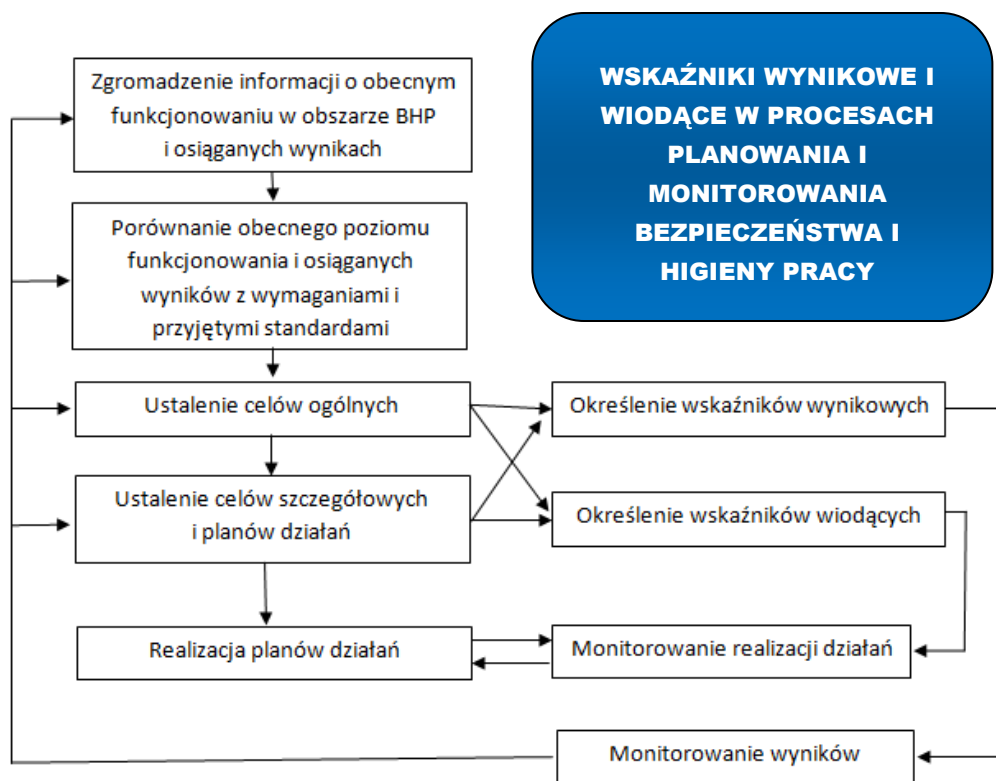 WSKAŹNIKI WYNIKOWE I
WIODĄCE W PROCESACH
PLANOWANIA I
MONITOROWANIA
BEZPIECZEŃSTWA I
HIGIENY PRACY
Zgromadzenie informacji o obecnym
funkcjonowaniu w obszarze BHP
i osiąganych wynikach
Porównanie obecnego poziomu
funkcjonowania i osiąganych
wyników z wymaganiami i
przyjętymi standardami
Ustalenie celów ogólnych
Określenie wskaźników wynikowych
Ustalenie celów szczegółowych
i planów działań
Określenie wskaźników wiodących
Realizacja planów działań
Monitorowanie realizacji działań
Monitorowanie wyników